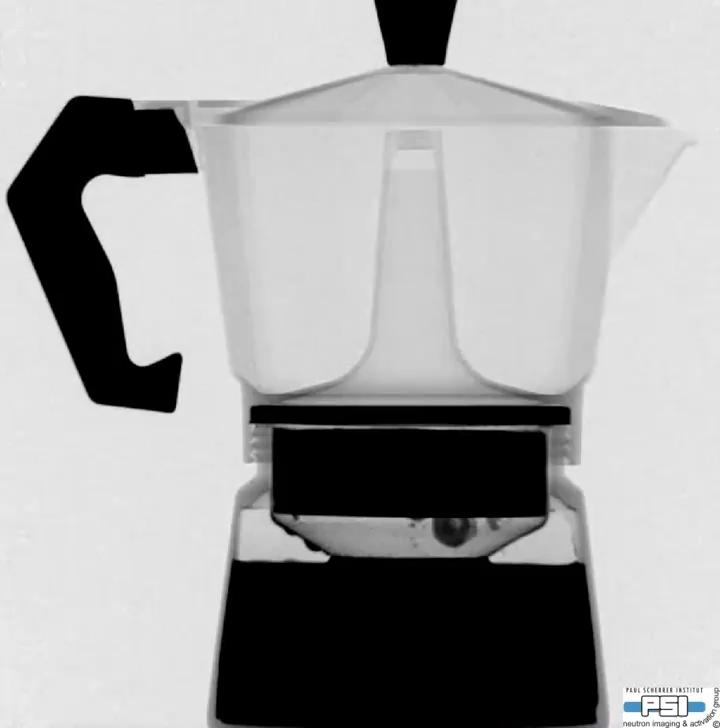 PAUL SCHERRER INSTITUT
PSI
neutron imaging & activation group
©